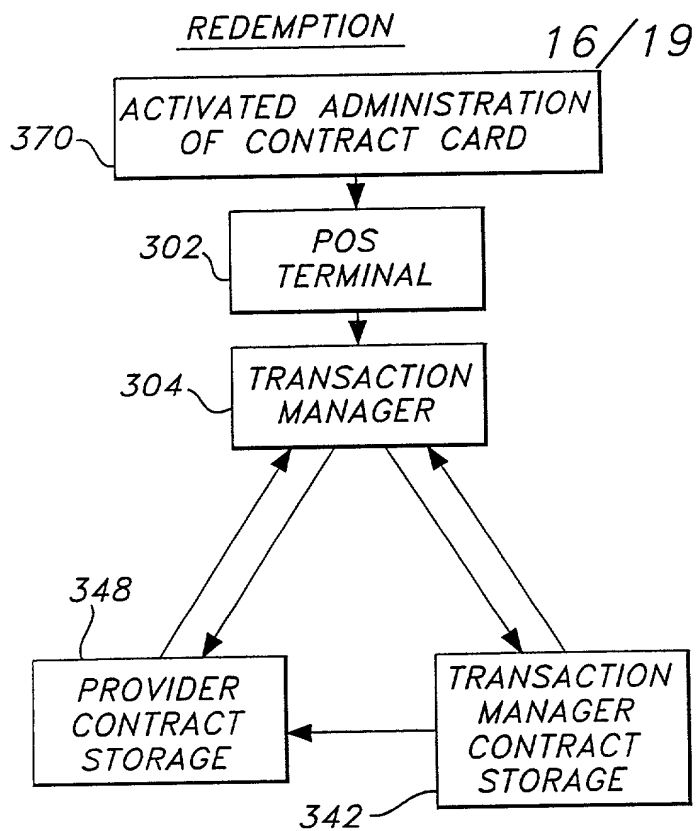 REDEMPTION
16/19
ACTIVATED ADMINISTRATION
OF CONTRACT CARD
370
POS
TERMINAL
302
TRANSACTION
MANAGER
304
348
PROVIDER
CONTRACT
STORAGE
TRANSACTION
MANAGER
CONTRACT
STORAGE
342